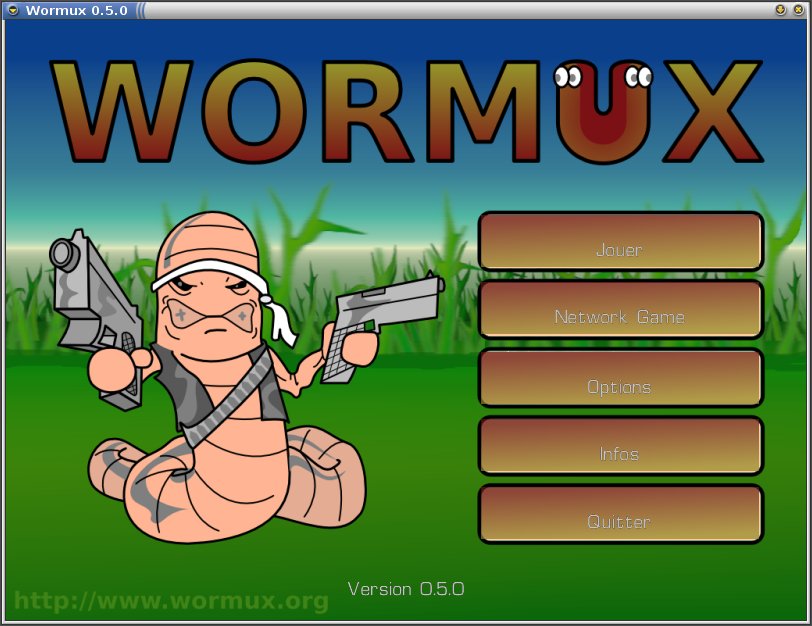 Wormux 0.5.0
WORMUX
Jouer
Network Game
Options
Infos
Quitter
Version 0.5.0
http://www.wormux.org